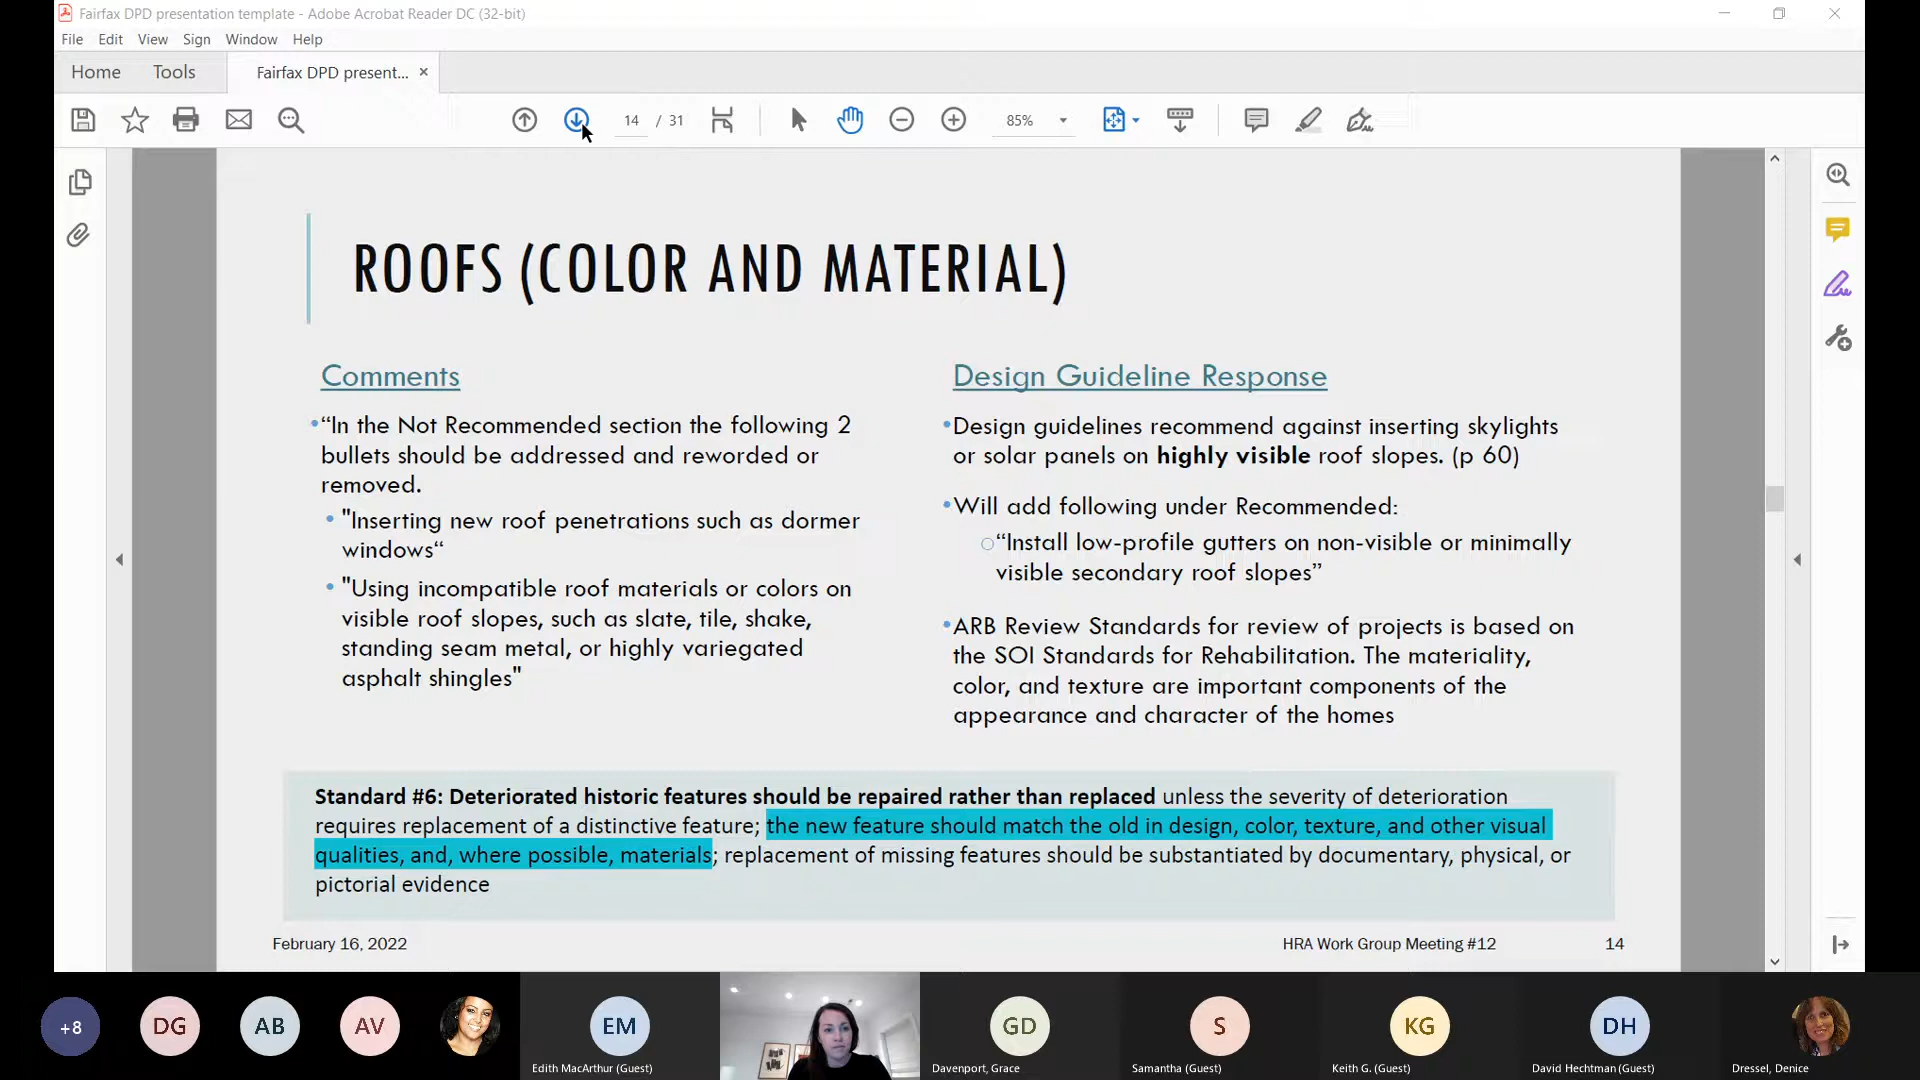 Fairfax DPD presentation template - Adobe Acrobat Reader DC (32-bit)
File Edit View Sign Window Help
Home Tools Fairfax DPD present... ×
14 / 31 85%
ROOFS (COLOR AND MATERIAL)
Comments
•“In the Not Recommended section the following 2
bullets should be addressed and reworded or
removed.
• "Inserting new roof penetrations such as dormer
windows“
• "Using incompatible roof materials or colors on
visible roof slopes, such as slate, tile, shake,
standing seam metal, or highly variegated
asphalt shingles"
Design Guideline Response
•Design guidelines recommend against inserting skylights
or solar panels on highly visible roof slopes. (p 60)
•Will add following under Recommended:
○“Install low-profile gutters on non-visible or minimally
visible secondary roof slopes”
•ARB Review Standards for review of projects is based on
the SOI Standards for Rehabilitation. The materiality,
color, and texture are important components of the
appearance and character of the homes
Standard #6: Deteriorated historic features should be repaired rather than replaced unless the severity of deterioration
requires replacement of a distinctive feature; the new feature should match the old in design, color, texture, and other visual
qualities, and, where possible, materials; replacement of missing features should be substantiated by documentary, physical, or
pictorial evidence
February 16, 2022 HRA Work Group Meeting #12 14
+8 DG AB AV EM GD S KG DH
Edith MacArthur (Guest) Davenport, Grace Samantha (Guest) Keith G. (Guest) David Hechtman (Guest) Dressel, Denice